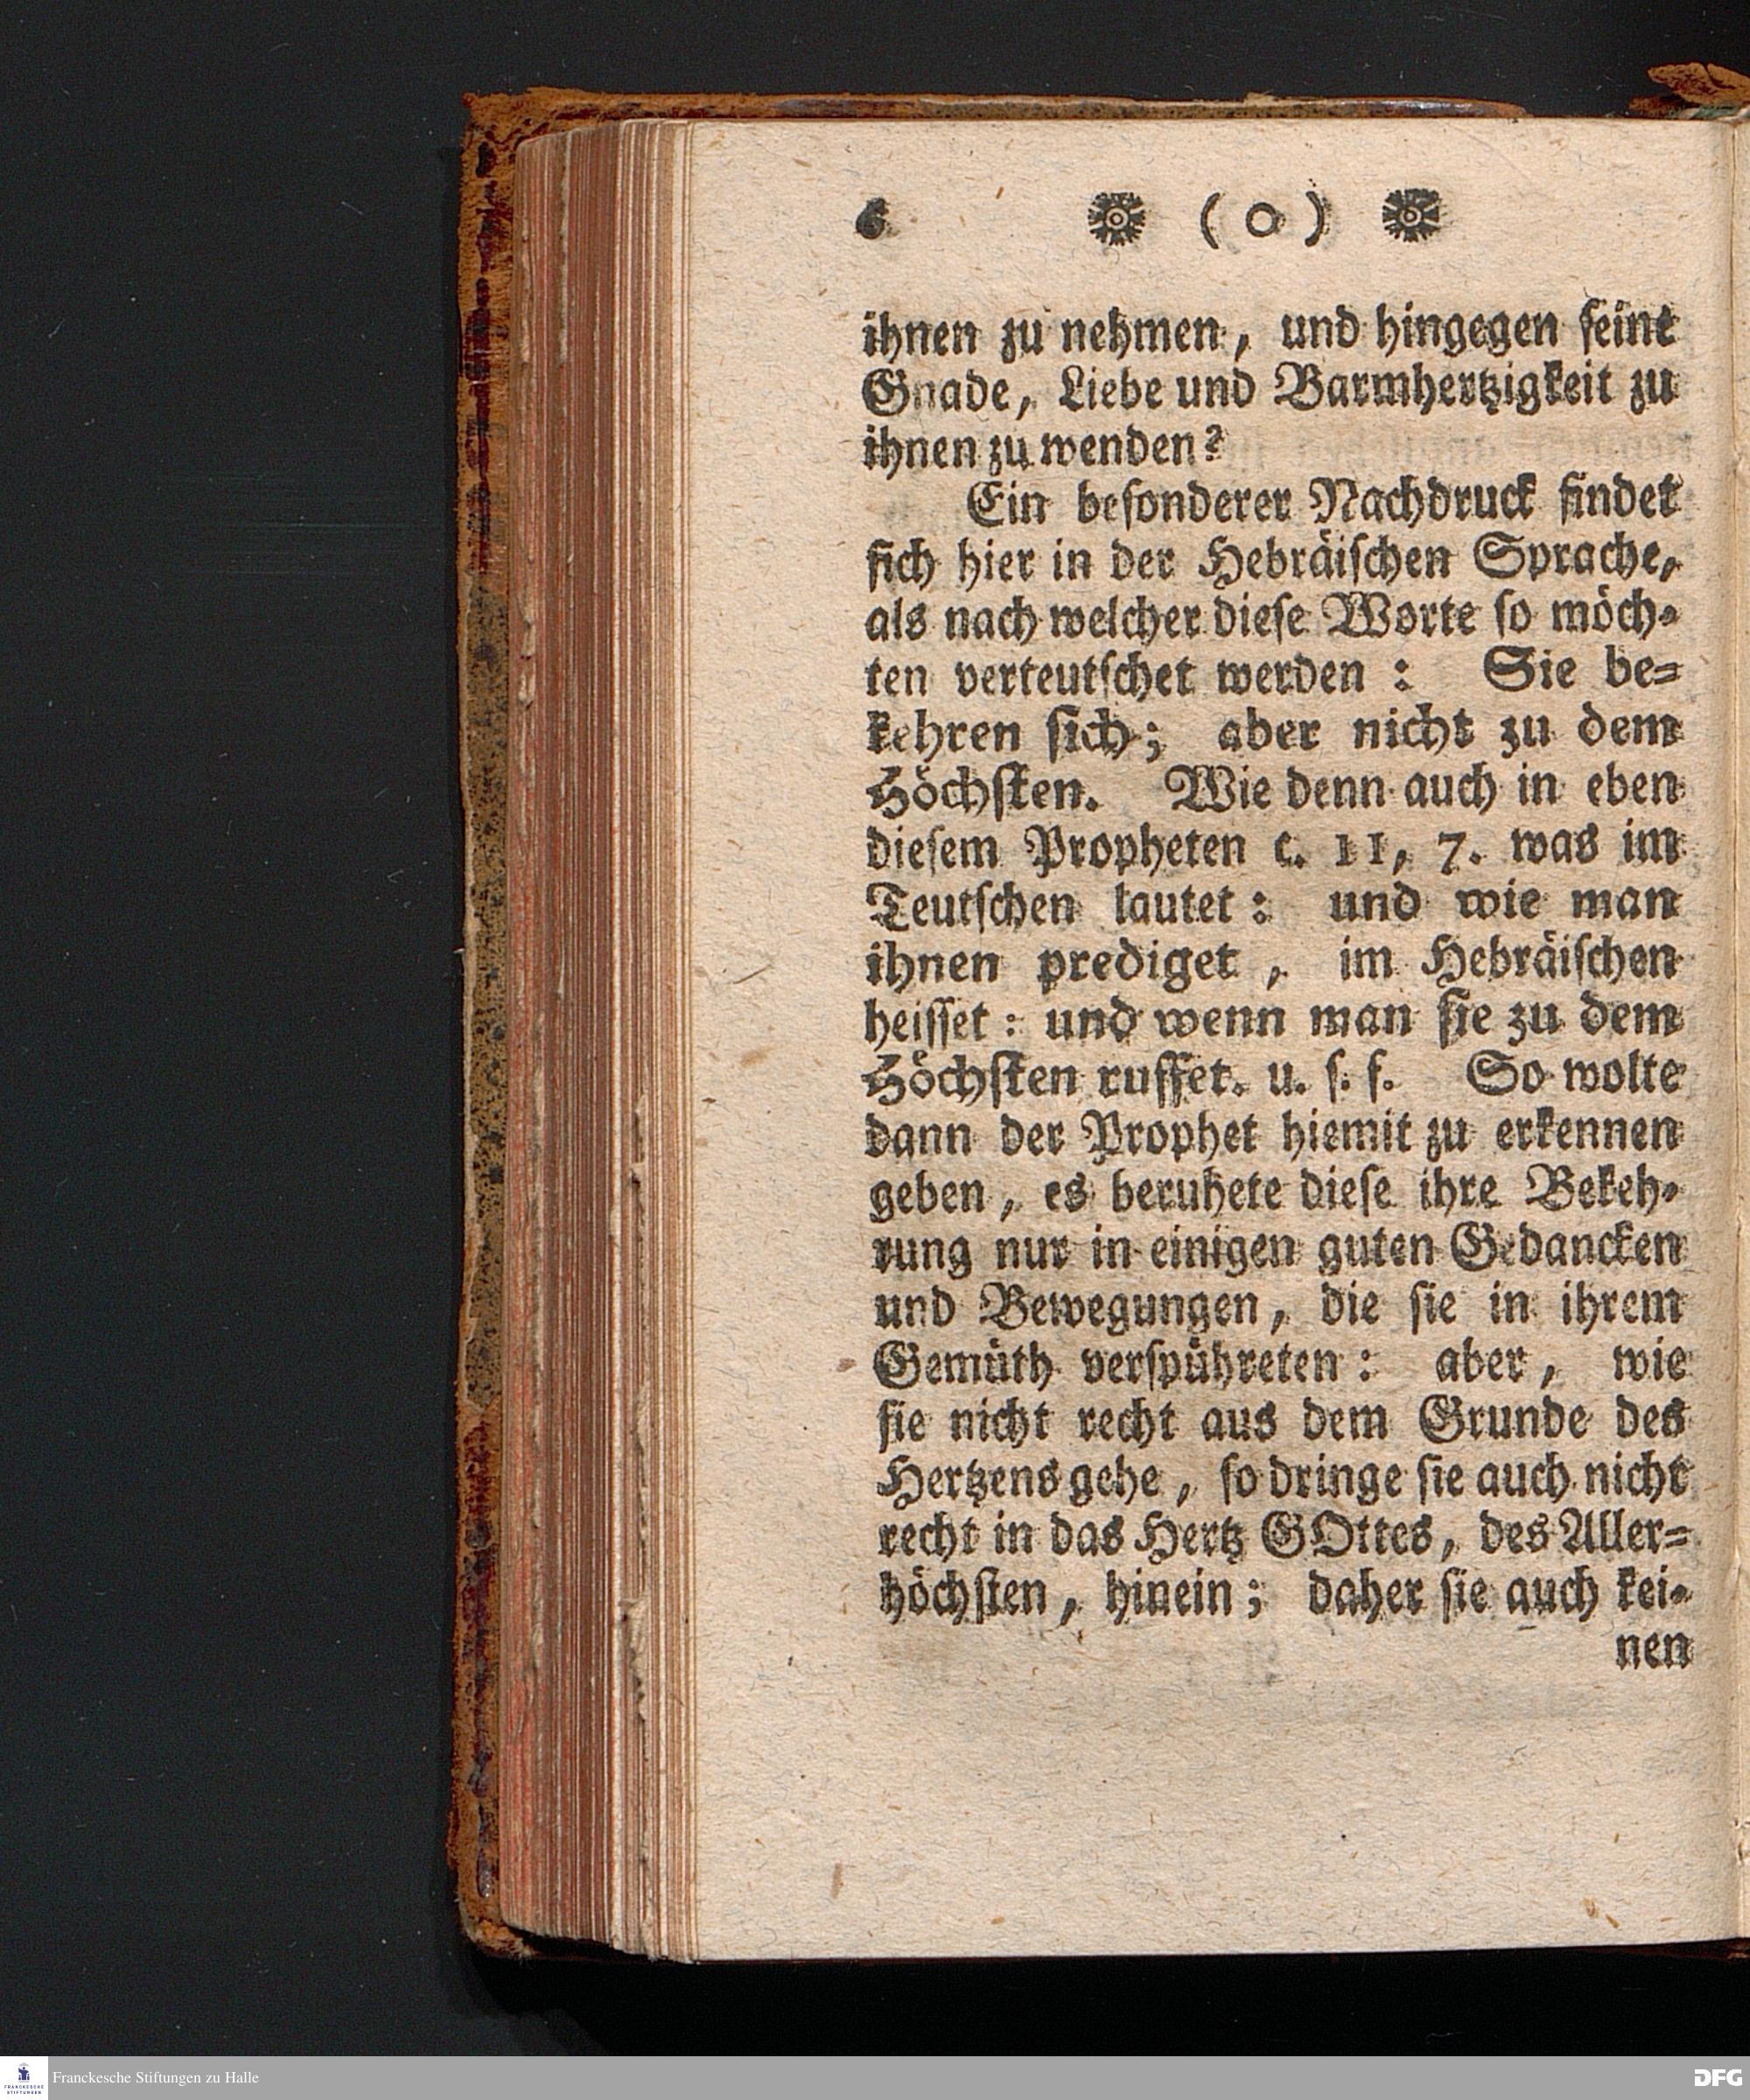 6 ❁ ( o ) ❁
ihnen zu nehmen, und hingegen ſeine
Gnade, Liebe und Barmhertzigkeit zu
ihnen zu wenden?
Ein beſonderer Nachdruck findet
ſich hier in der Hebräiſchen Sprache,
als nach welcher dieſe Worte ſo möch⸗
ten verteutſchet werden: Sie be⸗
kehren ſich; aber nicht zu dem
Höchſten. Wie denn auch in eben
dieſem Propheten c. 11, 7. was im
Teutſchen lautet: und wie man
ihnen prediget, im Hebräiſchen
heiſſet: und wenn man ſie zu dem
Höchſten ruffet. u. ſ. f. So wolte
dann der Prophet hiemit zu erkennen
geben, es beruhete dieſe ihre Bekeh⸗
rung nur in einigen guten Gedancken
und Bewegungen, die ſie in ihrem
Gemüth verſpühreten: aber, wie
ſie nicht recht aus dem Grunde des
Hertzens gehe, ſo dringe ſie auch nicht
recht in das Hertz GOttes, des Aller⸗
höchſten, hinein; daher ſie auch kei⸗
nen
FRANCKESCHE
STIFTUNGEN
Franckesche Stiftungen zu Halle
DFG